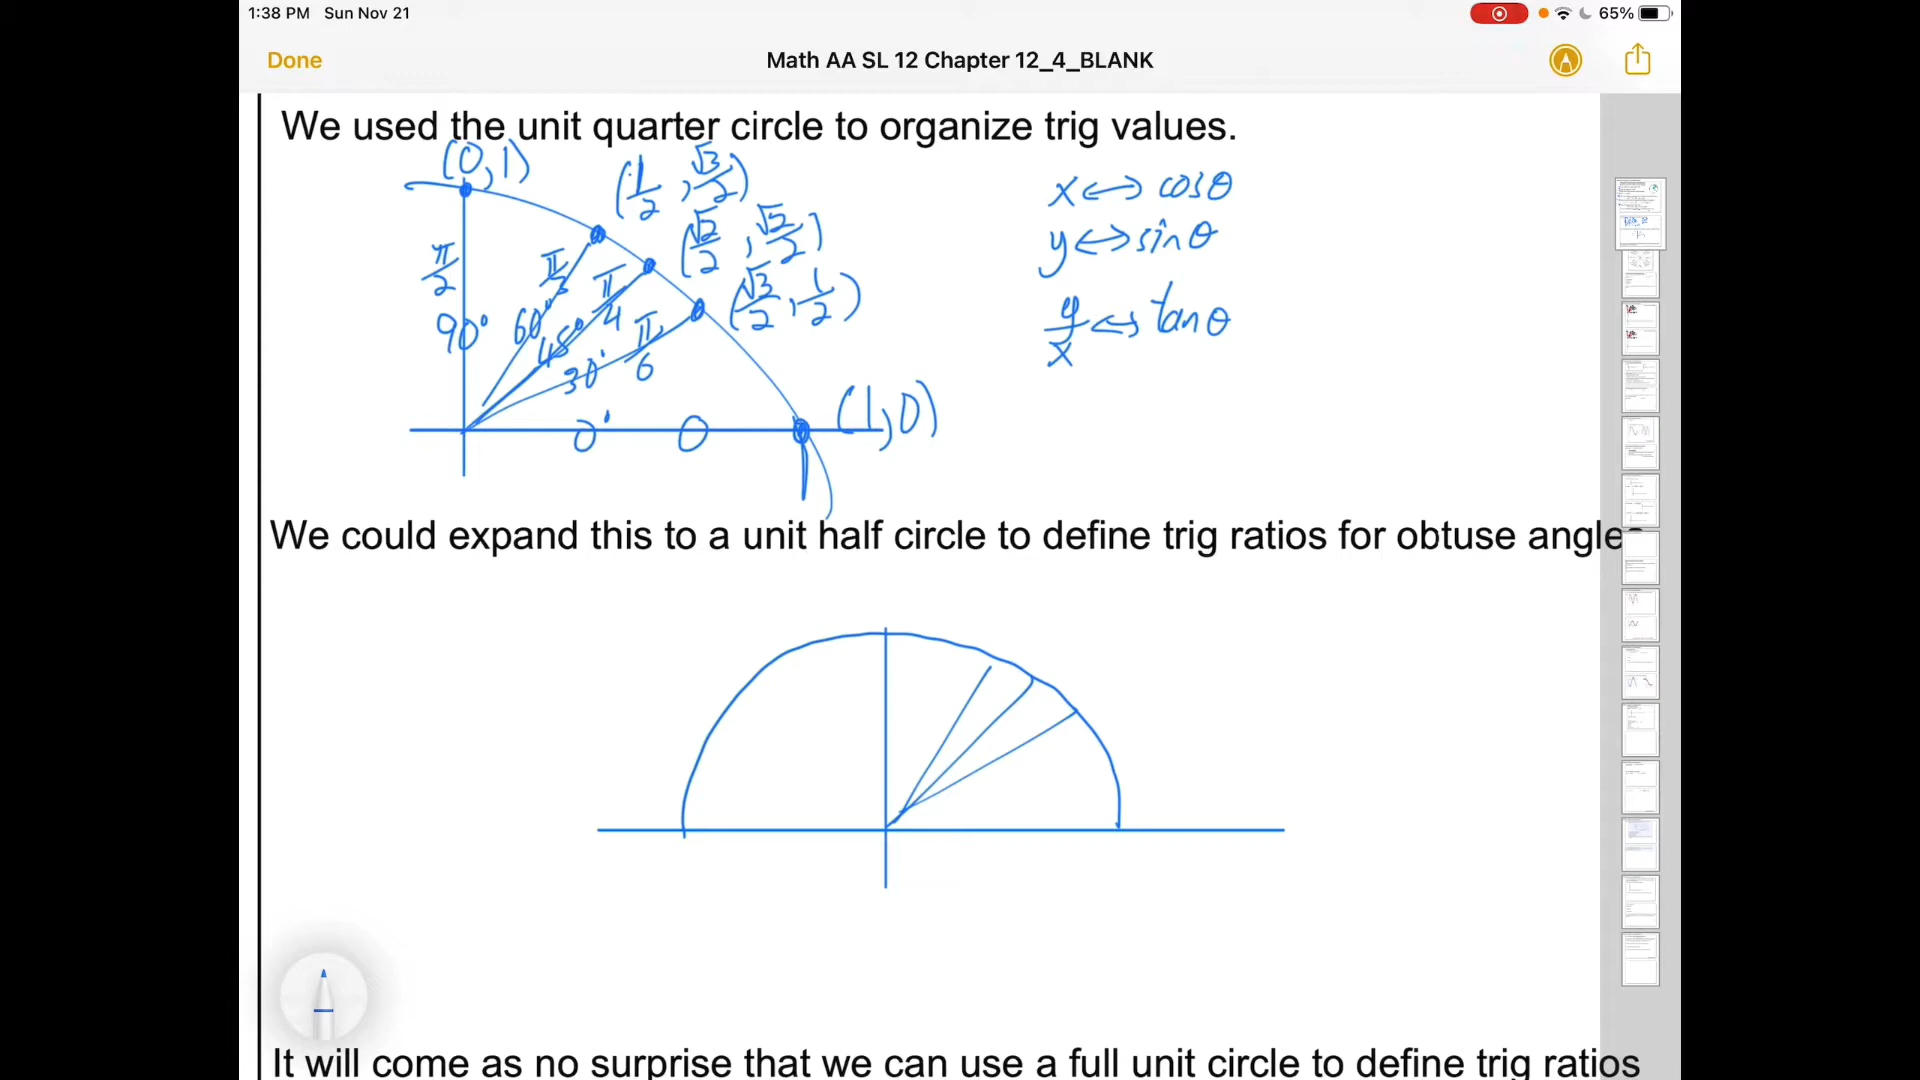 1:38 PM Sun Nov 21 65%
Done Math AA SL 12 Chapter 12_4_BLANK
We used the unit quarter circle to organize trig values.
(0,1)
(1/2, √3/2)
(√2/2, √2/2)
(√3/2, 1/2)
(1,0)
π/2 90°
60° π/3
45° π/4
30° π/6
0° 0
x ↔ cosθ
y ↔ sinθ
y/x ↔ tanθ
We could expand this to a unit half circle to define trig ratios for obtuse angle
It will come as no surprise that we can use a full unit circle to define trig ratios